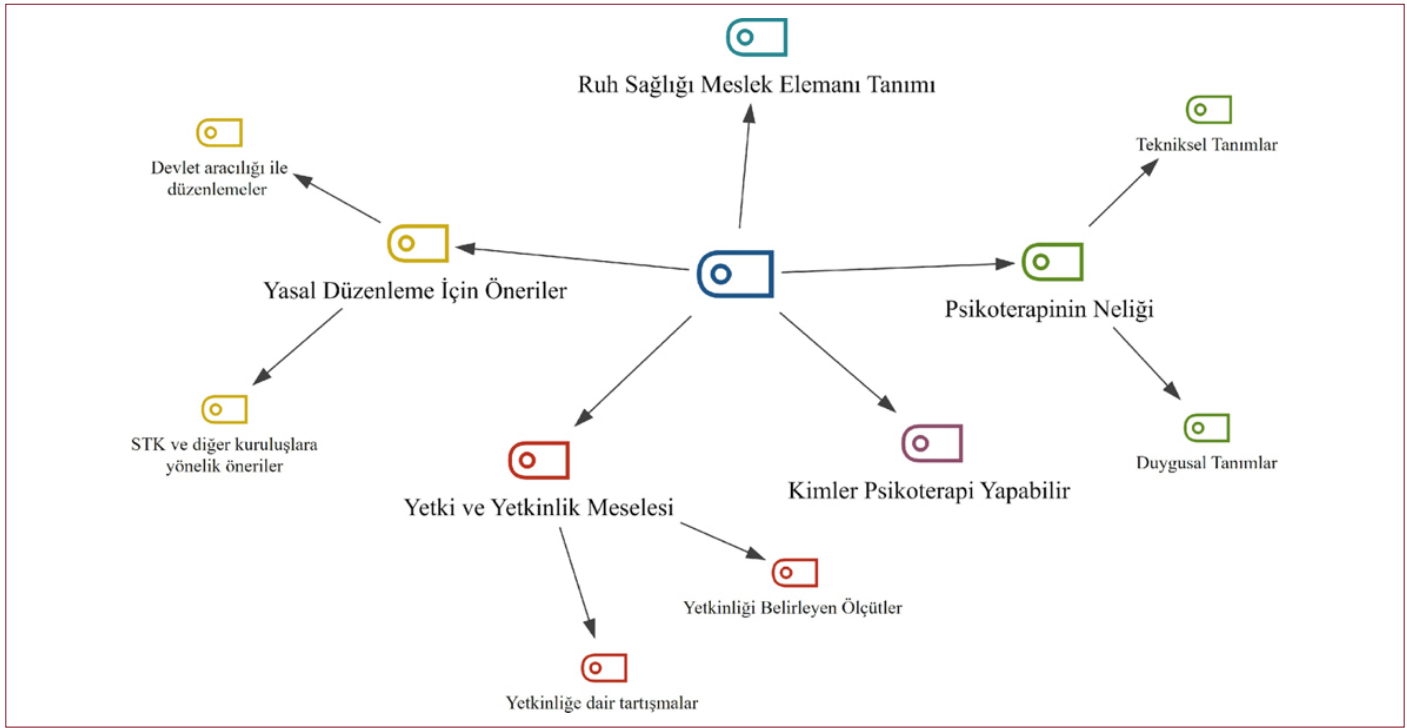 Ruh Sağlığı Meslek Elemanı Tanımı
Devlet aracılığı ile
düzenlemeler
Tekniksel Tanımlar
Yasal Düzenleme İçin Öneriler
Psikoterapinin Neliği
STK ve diğer kuruluşlara
yönelik öneriler
Duygusal Tanımlar
Kimler Psikoterapi Yapabilir
Yetki ve Yetkinlik Meselesi
Yetkinliği Belirleyen Ölçütler
Yetkinliğe dair tartışmalar